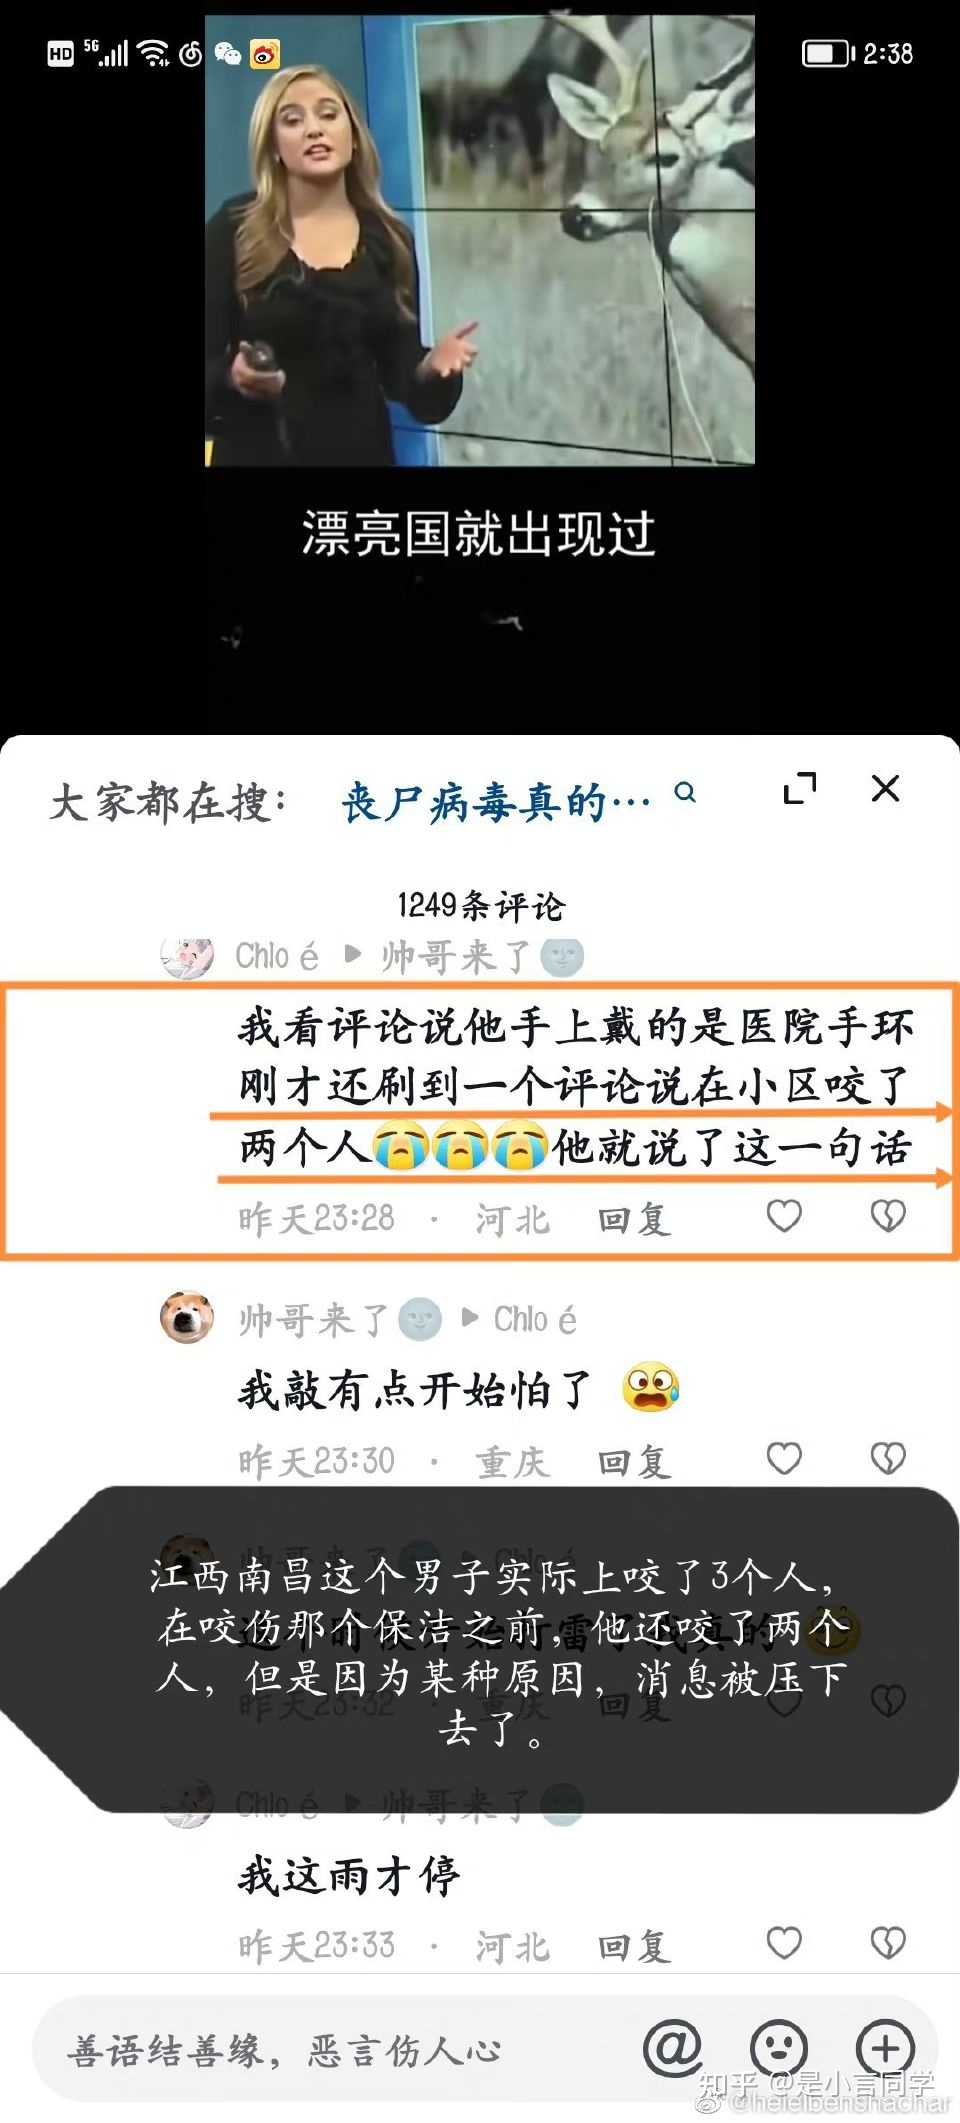 HD 5G 2:38
漂亮国就出现过
大家都在搜： 丧尸病毒真的...
1249条评论
Chlo é ▶ 帅哥来了
我看评论说他手上戴的是医院手环
刚才还刷到一个评论说在小区咬了
两个人😭😭😭他就说了这一句话
昨天23:28 · 河北 回复
帅哥来了 ▶ Chlo é
我敲有点开始怕了 😨
昨天23:30 · 重庆 回复
江西南昌这个男子实际上咬了3个人，
在咬伤那个保洁之前，他还咬了两个
人，但是因为某种原因，消息被压下
去了。
昨天23:32 · 重庆 回复
Chlo é ▶ 帅哥来了
我这雨才停
昨天23:33 · 河北 回复
善语结善缘，恶言伤人心
知乎 @是小言同学
@heielbenshachar